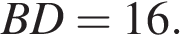 BD = 16.